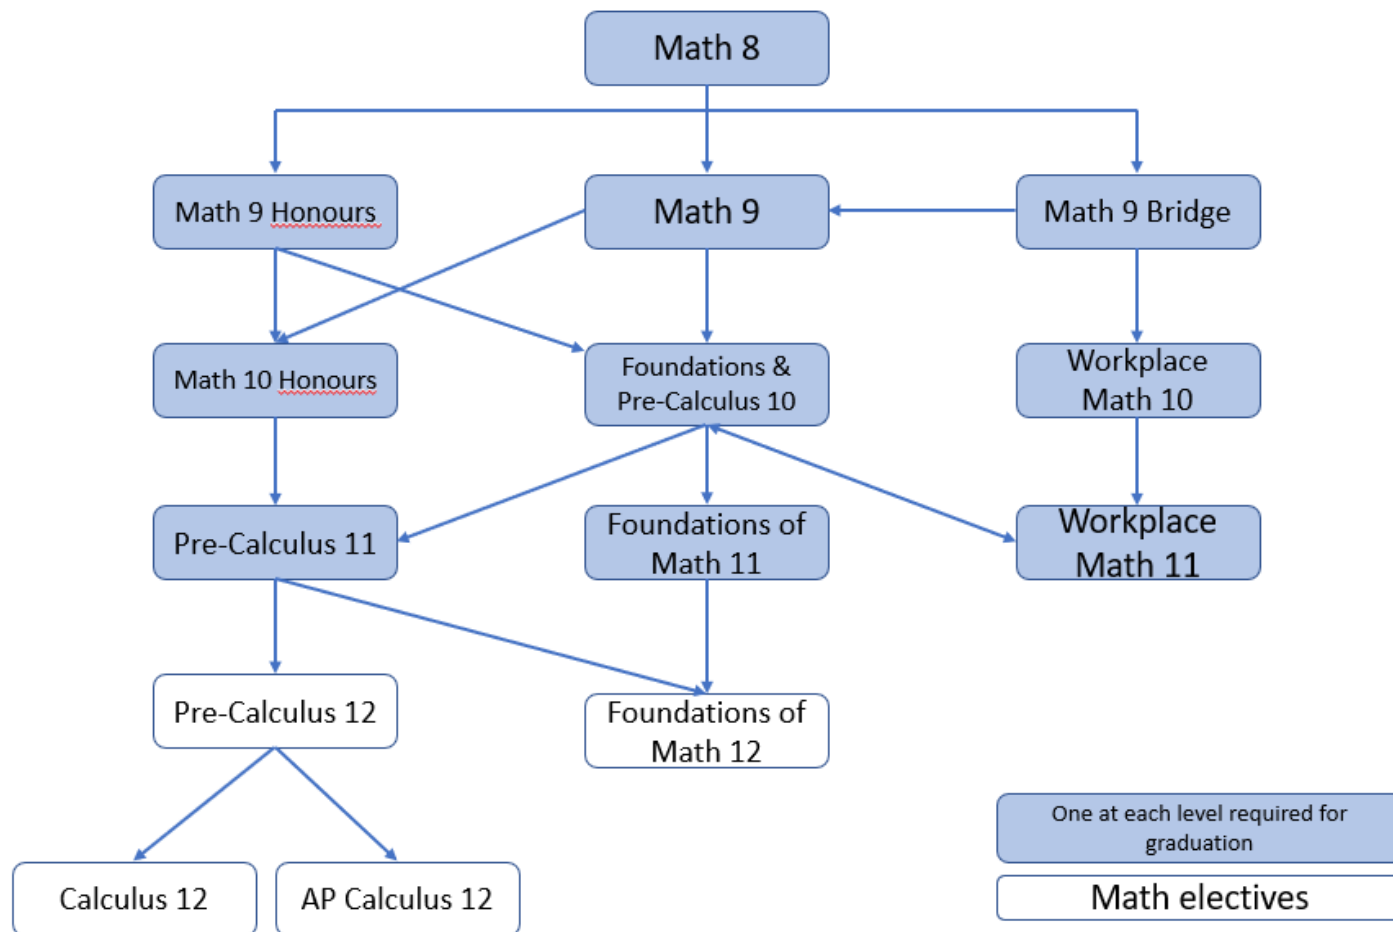 Math 8
Math 9 Honours
Math 9
Math 9 Bridge
Math 10 Honours
Foundations &
Pre-Calculus 10
Workplace
Math 10
Pre-Calculus 11
Foundations of
Math 11
Workplace
Math 11
Pre-Calculus 12
Foundations of
Math 12
Calculus 12
AP Calculus 12
One at each level required for
graduation
Math electives